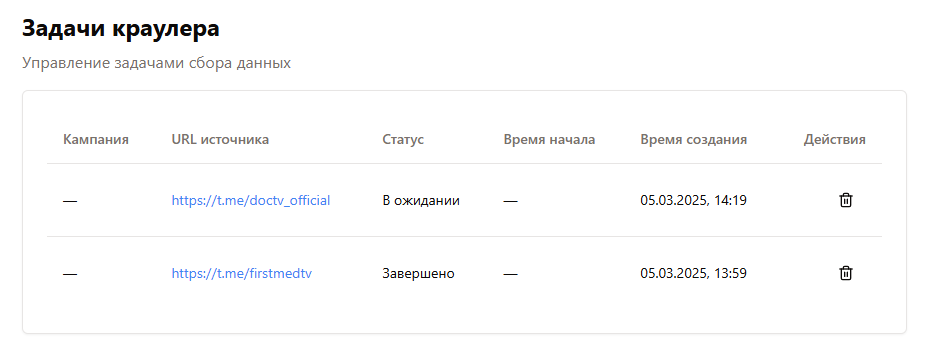 Задачи краулера
Управление задачами сбора данных
Кампания URL источника Статус Время начала Время создания Действия
— https://t.me/doctv_official В ожидании — 05.03.2025, 14:19
— https://t.me/firstmedtv Завершено — 05.03.2025, 13:59